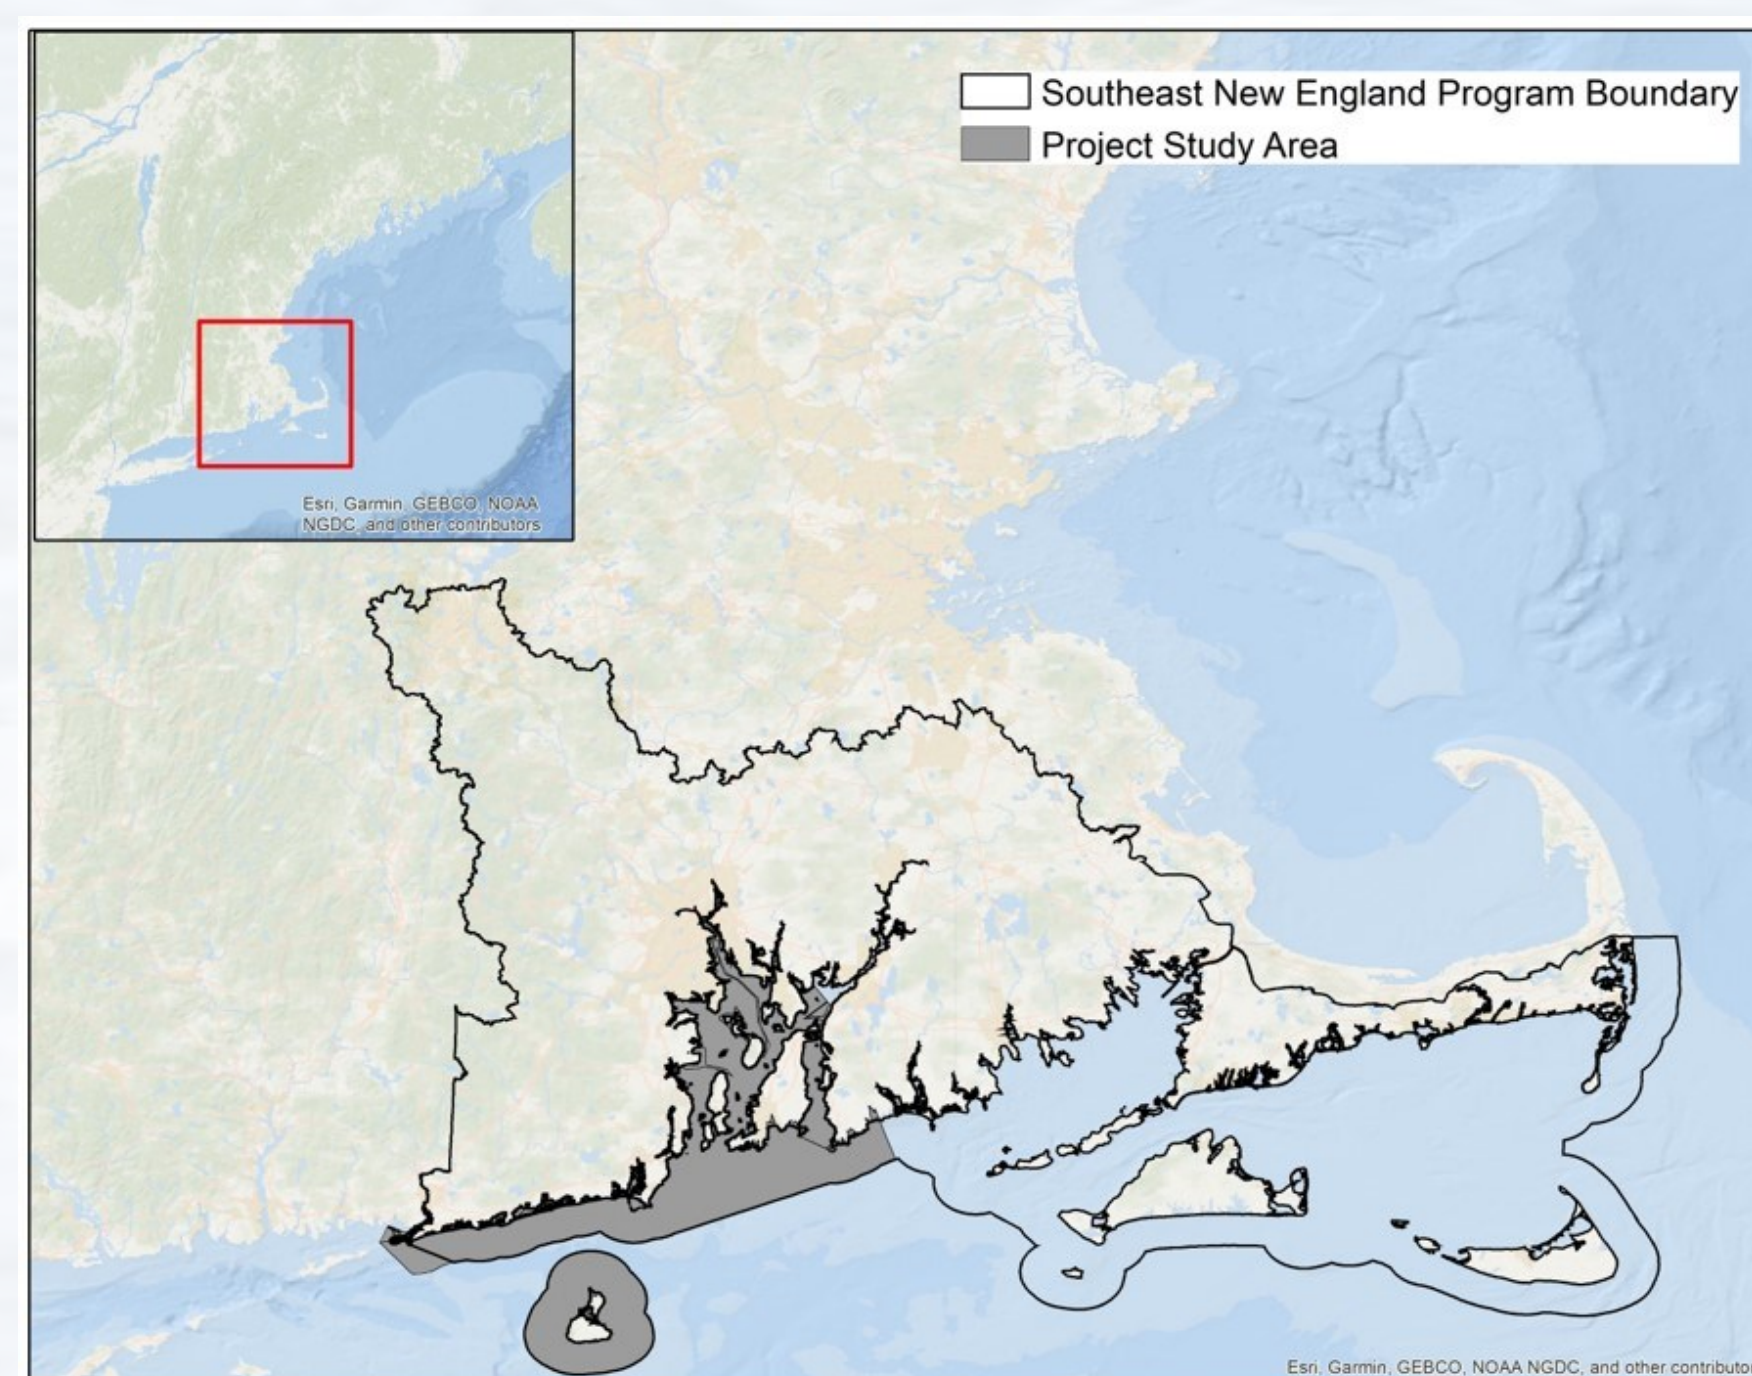 Southeast New England Program Boundary
Project Study Area
Esri, Garmin, GEBCO, NOAA
NGDC, and other contributors
Esri, Garmin, GEBCO, NOAA NGDC, and other contributor